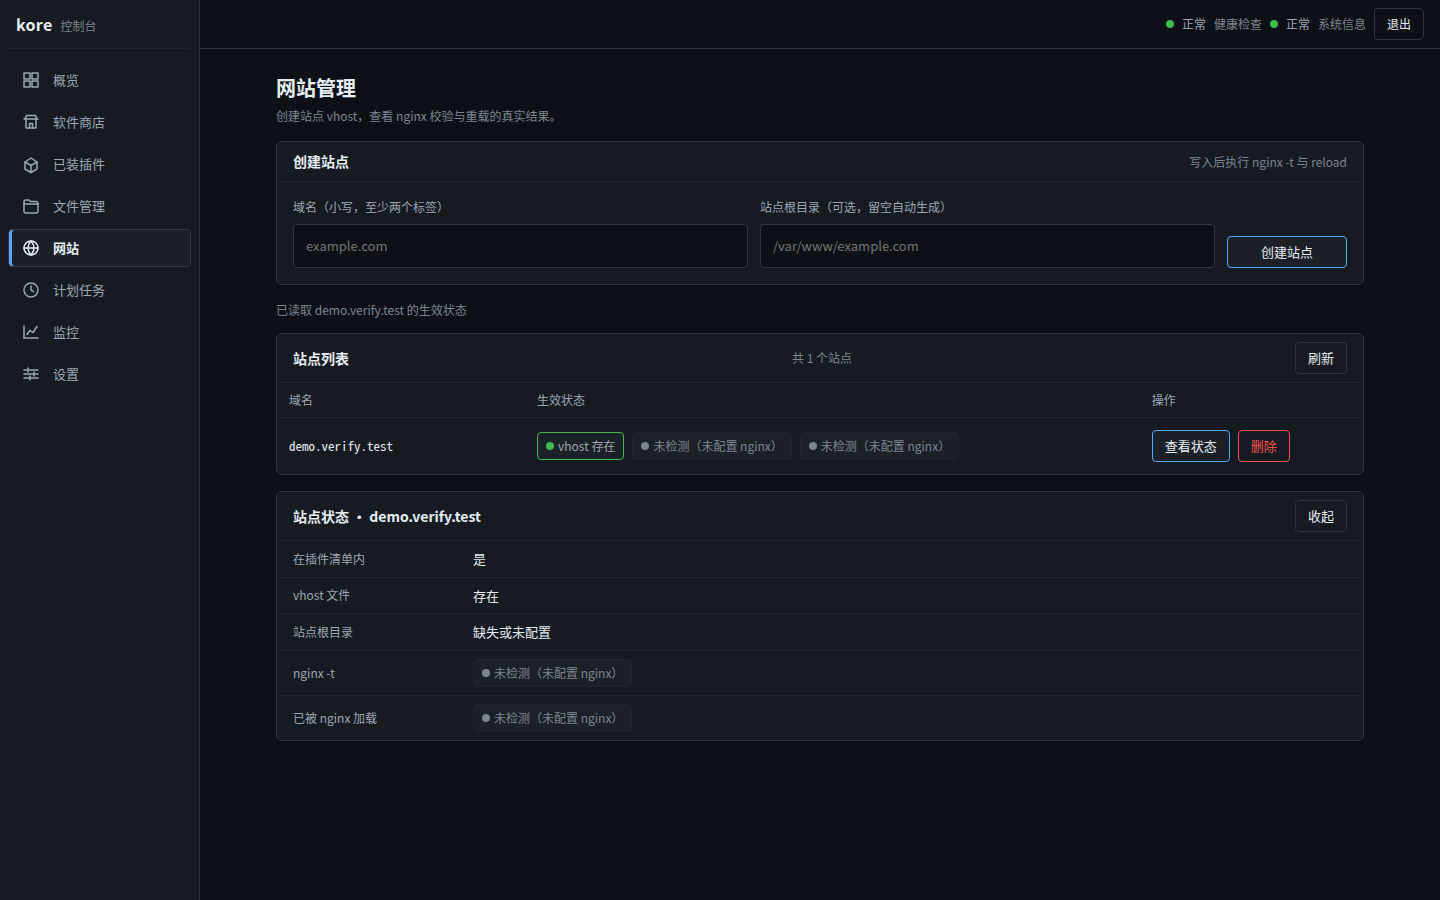 kore 控制台
正常 健康检查 正常 系统信息 退出
概览
软件商店
已装插件
文件管理
网站
计划任务
监控
设置
网站管理
创建站点 vhost，查看 nginx 校验与重载的真实结果。
创建站点
写入后执行 nginx -t 与 reload
域名（小写，至少两个标签）
站点根目录（可选，留空自动生成）
example.com
/var/www/example.com
创建站点
已读取 demo.verify.test 的生效状态
站点列表
共 1 个站点
刷新
域名 生效状态 操作
demo.verify.test vhost 存在 未检测（未配置 nginx） 未检测（未配置 nginx） 查看状态 删除
站点状态 · demo.verify.test
收起
在插件清单内 是
vhost 文件 存在
站点根目录 缺失或未配置
nginx -t 未检测（未配置 nginx）
已被 nginx 加载 未检测（未配置 nginx）